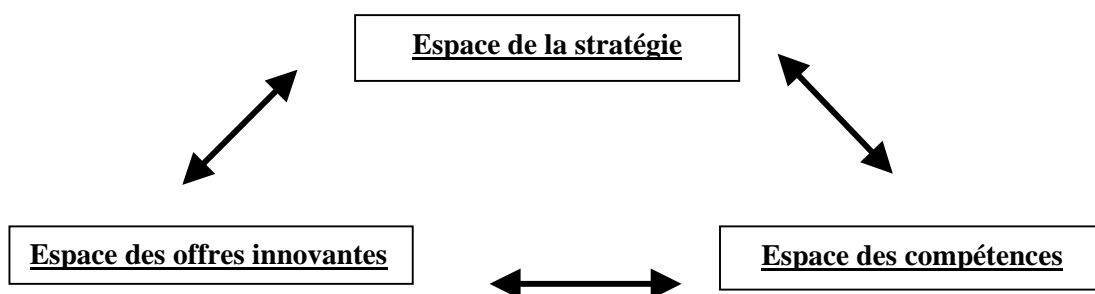 Espace de la stratégie
Espace des offres innovantes
Espace des compétences